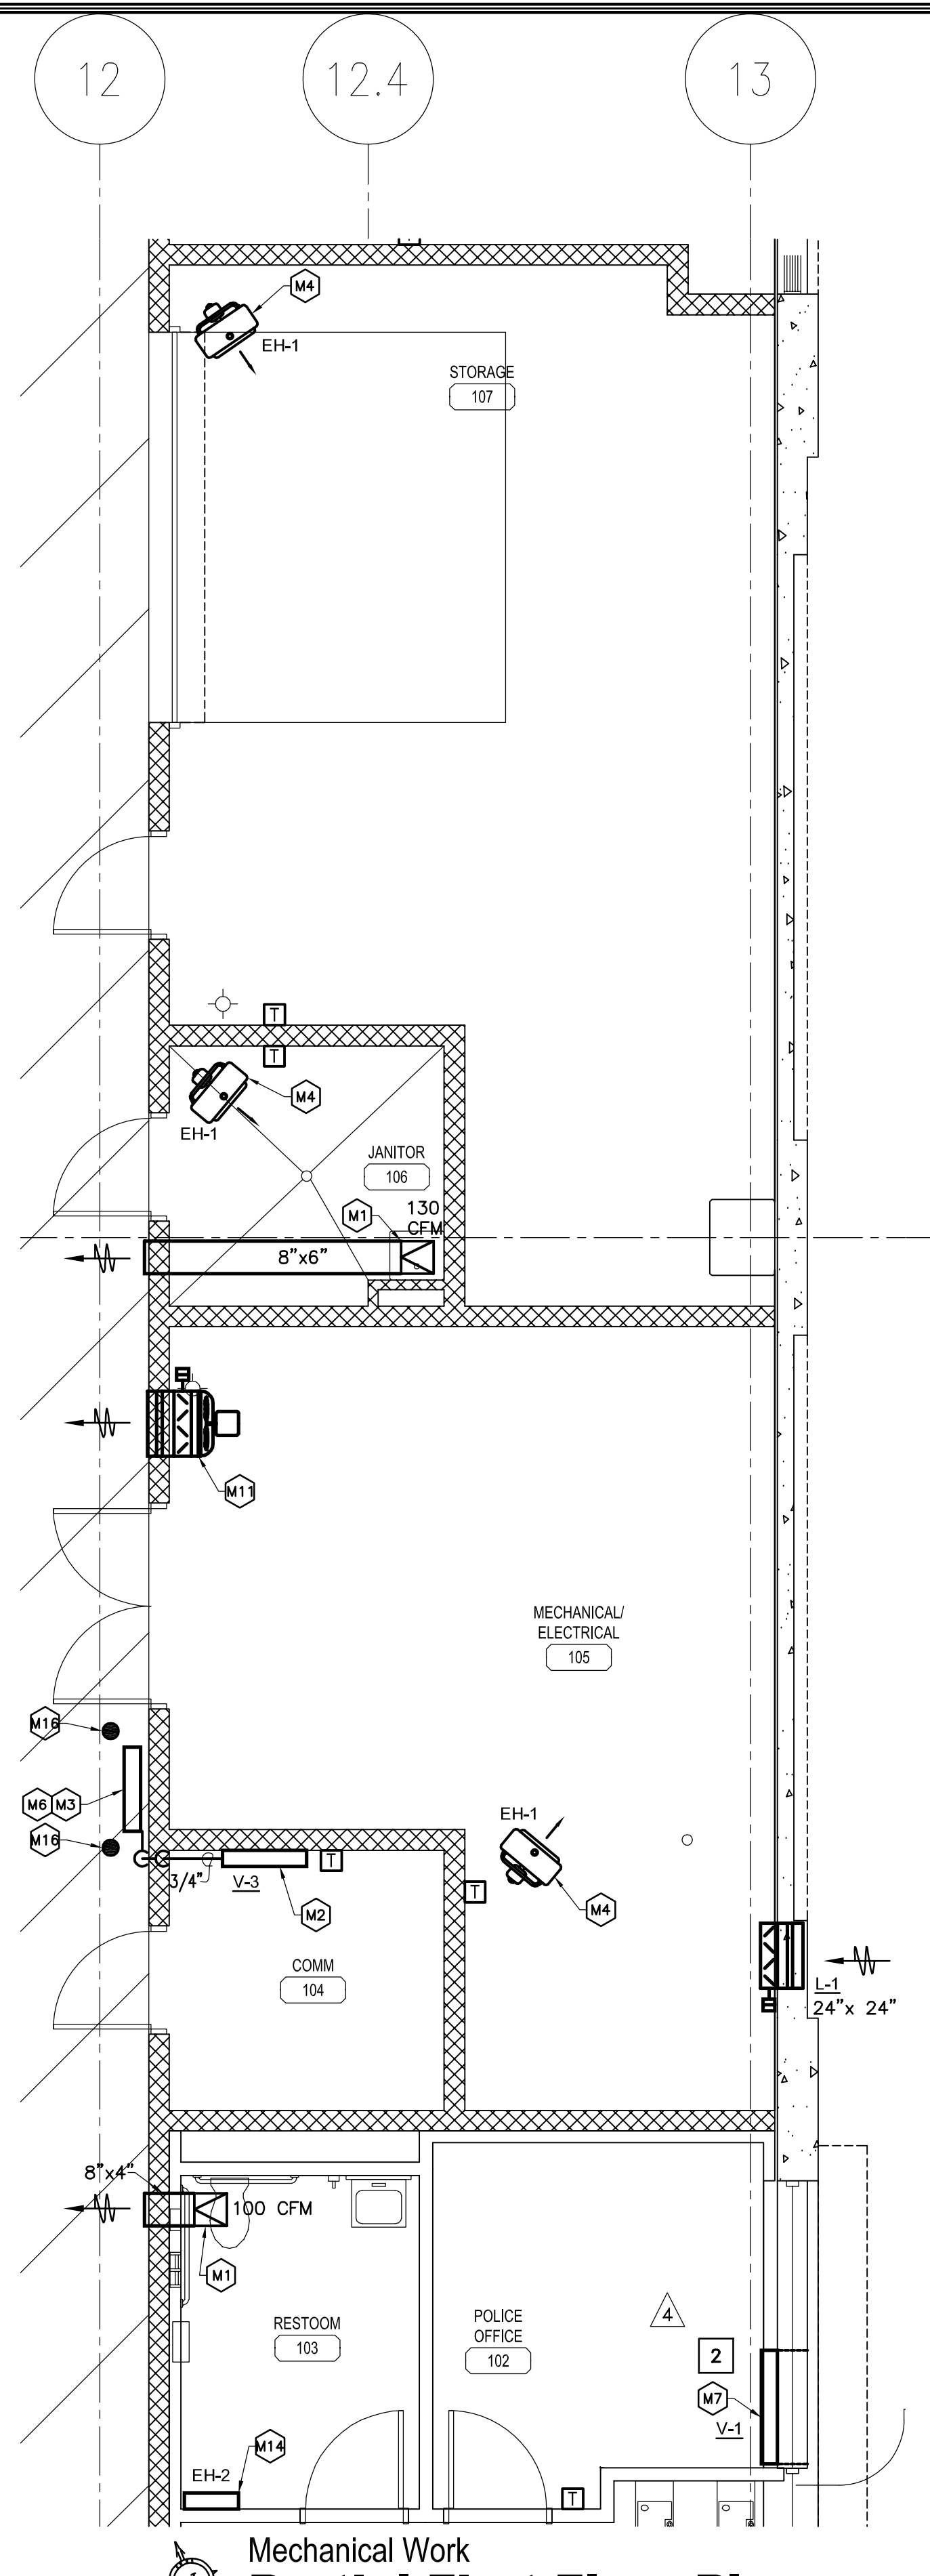 12
12.4
13
M4
EH-1
STORAGE
107
T
T
M4
EH-1
JANITOR
106
M1
130
CFM
8"x6"
M11
MECHANICAL/
ELECTRICAL
105
M16
M6 M3
M16
EH-1
3/4"
V-3
T
T
M2
M4
COMM
104
L-1
24"x 24"
8"x4"
100 CFM
M1
RESTOOM
103
POLICE
OFFICE
102
4
2
M7
V-1
M14
EH-2
T
Mechanical Work